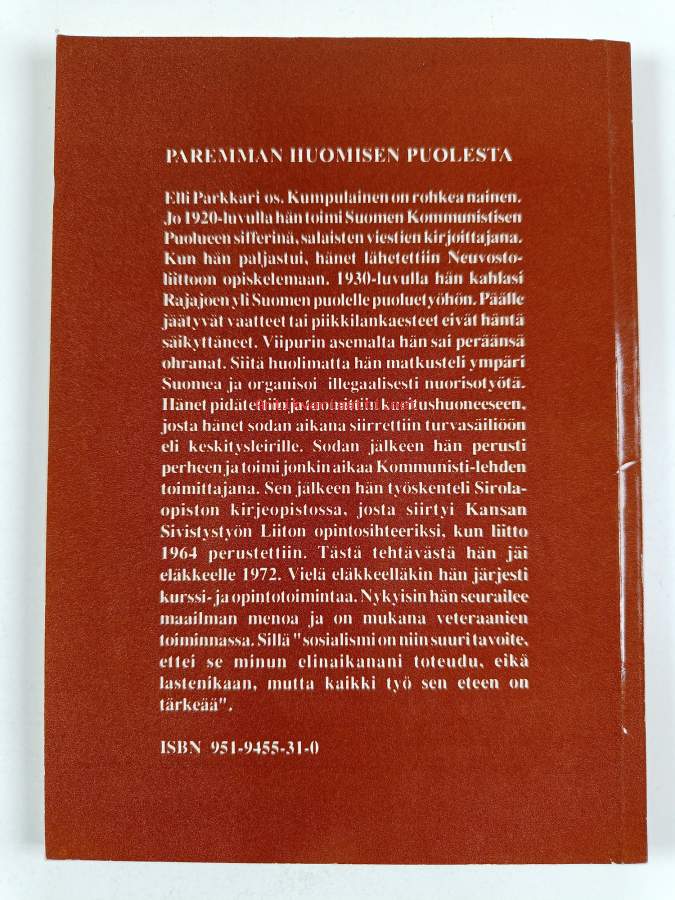 PAREMMAN HUOMISEN PUOLESTA
Elli Parkkari os. Kumpulainen on rohkea nainen.
Jo 1920-luvulla hän toimi Suomen Kommunistisen
Puolueen sifferinä, salaisten viestien kirjoittajana.
Kun hän paljastui, hänet lähetettiin Neuvosto-
liittoon opiskelemaan. 1930-luvulla hän kahlasi
Rajajoen yli Suomen puolelle puoluetyöhön. Päälle
jäätyvät vaatteet tai piikkilankaesteet eivät häntä
säikyttäneet. Viipurin asemalta hän sai peräänsä
ohranat. Siitä huolimatta hän matkusteli ympäri
Suomea ja organisoi illegaalisesti nuorisotyötä.
Hänet pidätettiin ja tuomittiin kuritushuoneeseen,
josta hänet sodan aikana siirrettiin turvasäiliöön
eli keskitysleirille. Sodan jälkeen hän perusti
perheen ja toimi jonkin aikaa Kommunisti-lehden
toimittajana. Sen jälkeen hän työskenteli Sirola-
opiston kirjeopistossa, josta siirtyi Kansan
Sivistystyön Liiton opintosihteeriksi, kun liitto
1964 perustettiin. Tästä tehtävästä hän jäi
eläkkeelle 1972. Vielä eläkkeelläkin hän järjesti
kurssi- ja opintotoimintaa. Nykyisin hän seurailee
maailman menoa ja on mukana veteraanien
toiminnassa. Sillä "sosialismi on niin suuri tavoite,
ettei se minun elinaikanani toteudu, eikä
lastenikaan, mutta kaikki työ sen eteen on
tärkeää".
ISBN 951-9455-31-0